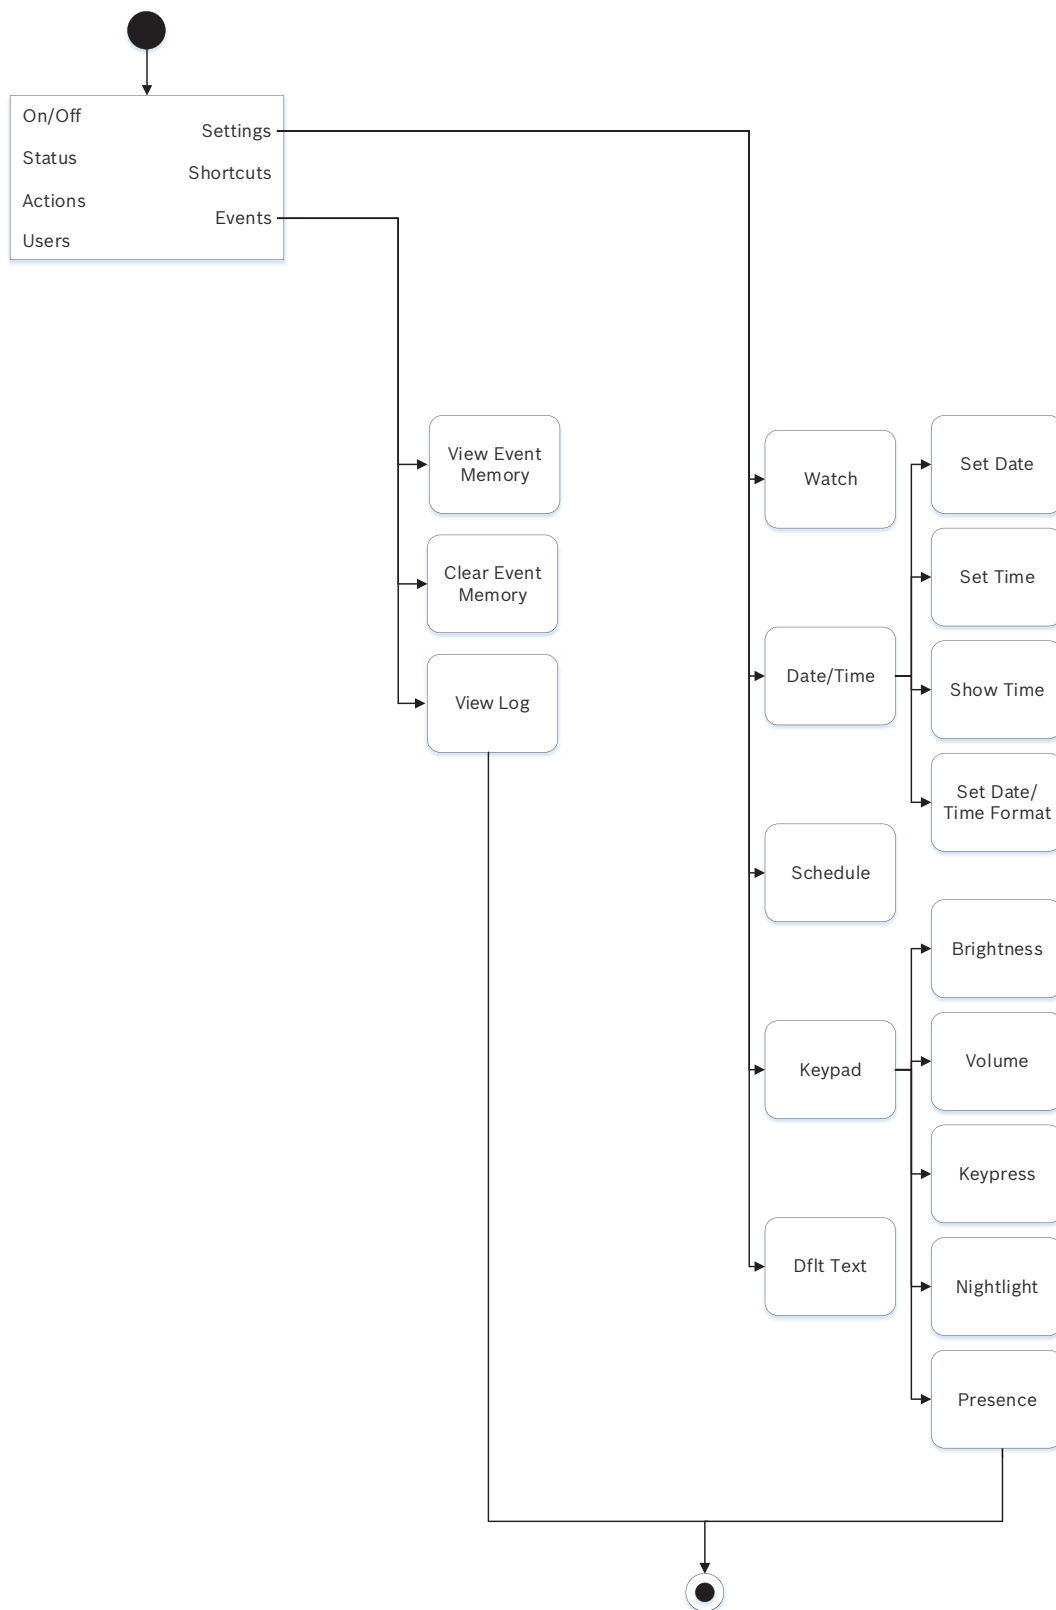 On/Off
Status
Actions
Users
Settings
Shortcuts
Events
View Event
Memory
Clear Event
Memory
View Log
Watch
Date/Time
Schedule
Keypad
Dflt Text
Set Date
Set Time
Show Time
Set Date/
Time Format
Brightness
Volume
Keypress
Nightlight
Presence